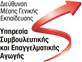 Διεύθυνση
Μέσης Γενικής
Εκπαίδευσης
Υπηρεσία
Συμβουλευτικής
και Επαγγελματικής
Αγωγής